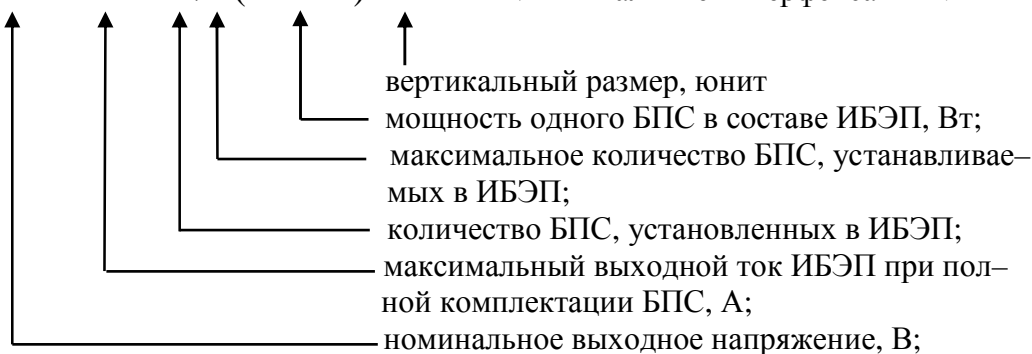 вертикальный размер, юнит
мощность одного БПС в составе ИБЭП, Вт;
максимальное количество БПС, устанавливае–
мых в ИБЭП;
количество БПС, установленных в ИБЭП;
максимальный выходной ток ИБЭП при пол–
ной комплектации БПС, А;
номинальное выходное напряжение, В;